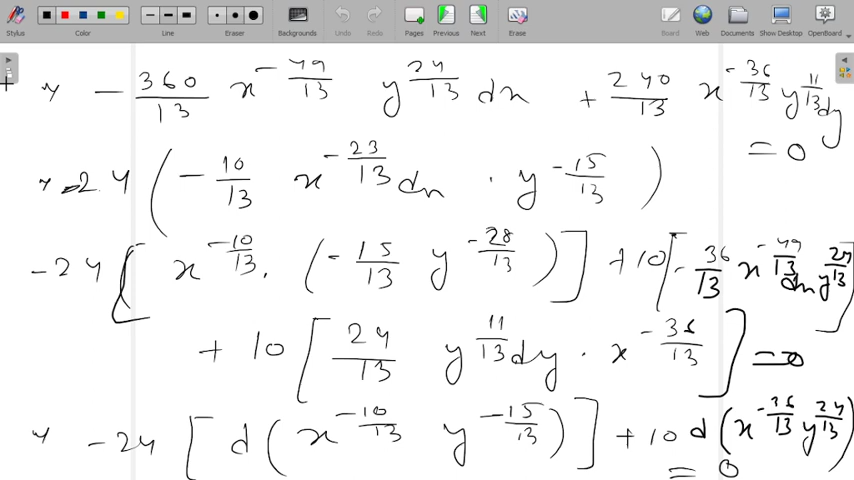 Stylus Color Line Eraser Backgrounds Undo Redo Pages Previous Next Erase Board Web Documents Show Desktop OpenBoard
- 360/13 x^(-49/13) y^(24/13) dx + 240/13 x^(-36/13) y^(11/13) dy = 0
-24 ( -10/13 x^(-23/13) dx · y^(-15/13) )
-24 [ x^(-10/13) · ( -15/13 y^(-28/13) ) ] + 10 [ -36/13 x^(-49/13) dx y^(24/13) ]
+ 10 [ 24/13 y^(11/13) dy · x^(-36/13) ] = 0
-24 [ d ( x^(-10/13) y^(-15/13) ) ] + 10 d ( x^(-36/13) y^(24/13) ) = 0